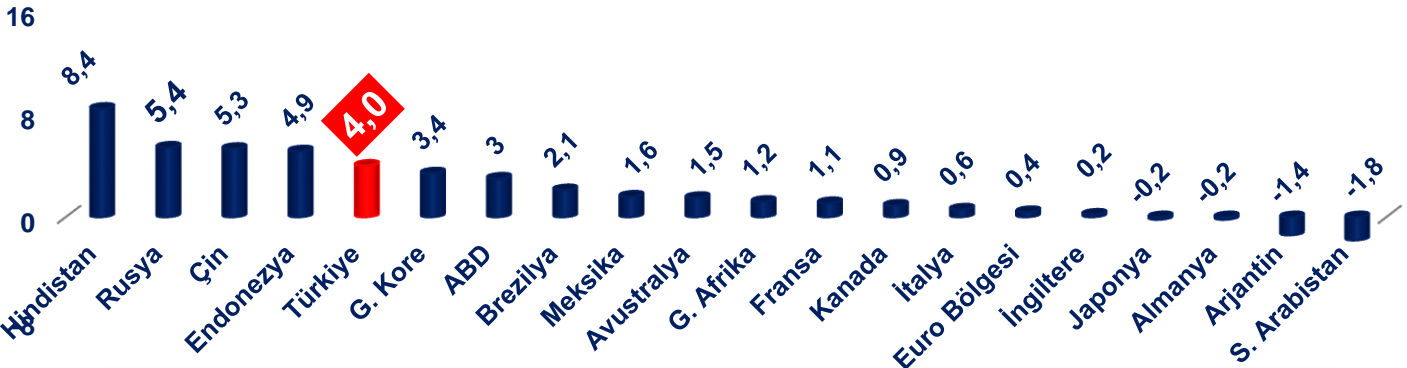 16
8
0
-8
8,4
5,4
5,3
4,9
4,0
3,4
3
2,1
1,6
1,5
1,2
1,1
0,9
0,6
0,4
0,2
-0,2
-0,2
-1,4
-1,8
Hindistan
Rusya
Çin
Endonezya
Türkiye
G. Kore
ABD
Brezilya
Meksika
Avustralya
G. Afrika
Fransa
Kanada
İtalya
Euro Bölgesi
İngiltere
Japonya
Almanya
Arjantin
S. Arabistan